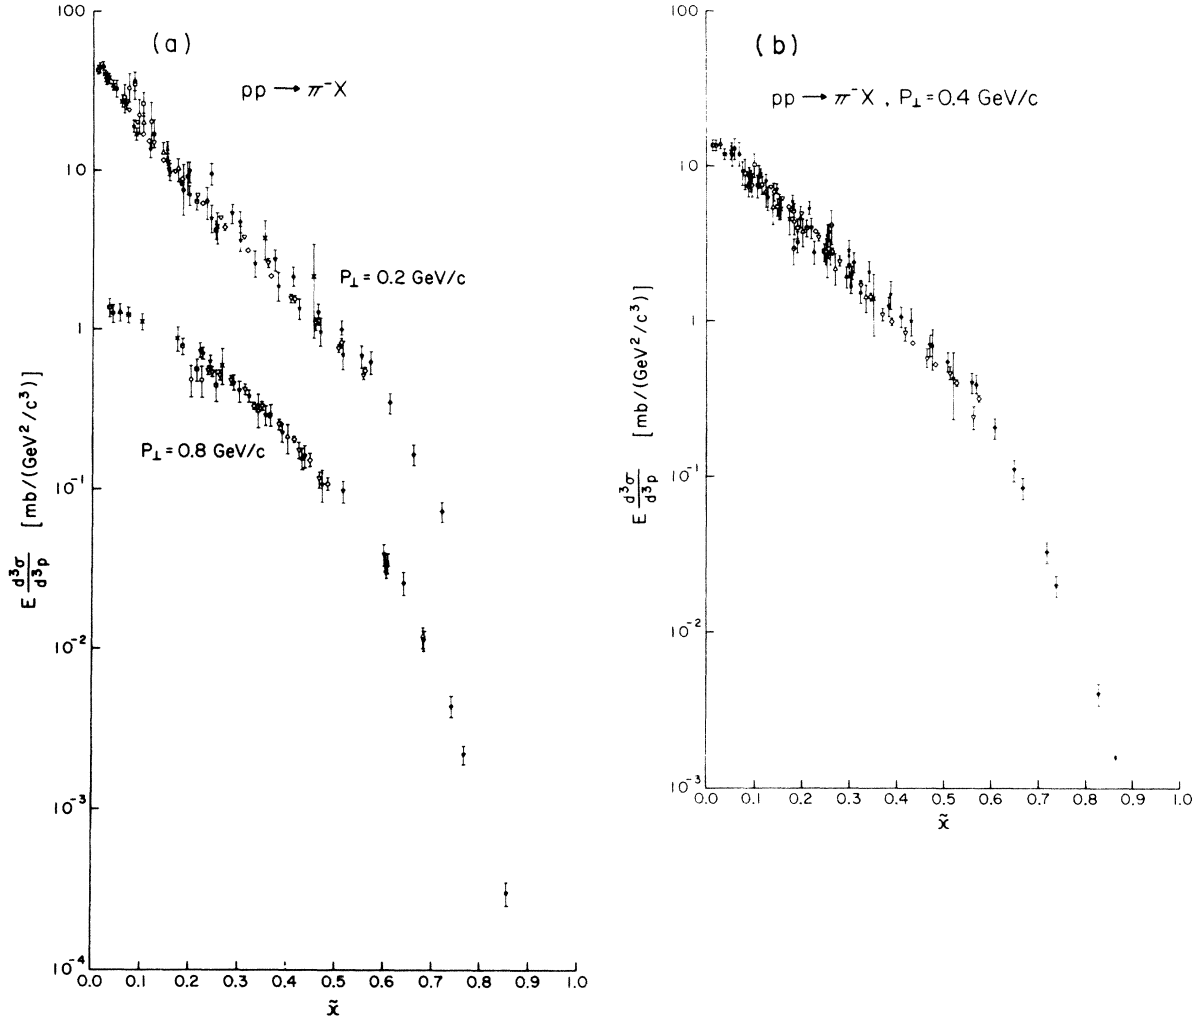 (a)
pp → π⁻X
P⊥ = 0.2 GeV/c
P⊥ = 0.8 GeV/c
E d³σ/d³p [mb/(GeV²/c³)]
100
10
1
10⁻¹
10⁻²
10⁻³
10⁻⁴
0.0 0.1 0.2 0.3 0.4 0.5 0.6 0.7 0.8 0.9 1.0
x̃
(b)
pp → π⁻X , P⊥ = 0.4 GeV/c
E d³σ/d³p [mb/(GeV²/c³)]
100
10
1
10⁻¹
10⁻²
10⁻³
0.0 0.1 0.2 0.3 0.4 0.5 0.6 0.7 0.8 0.9 1.0
x̃